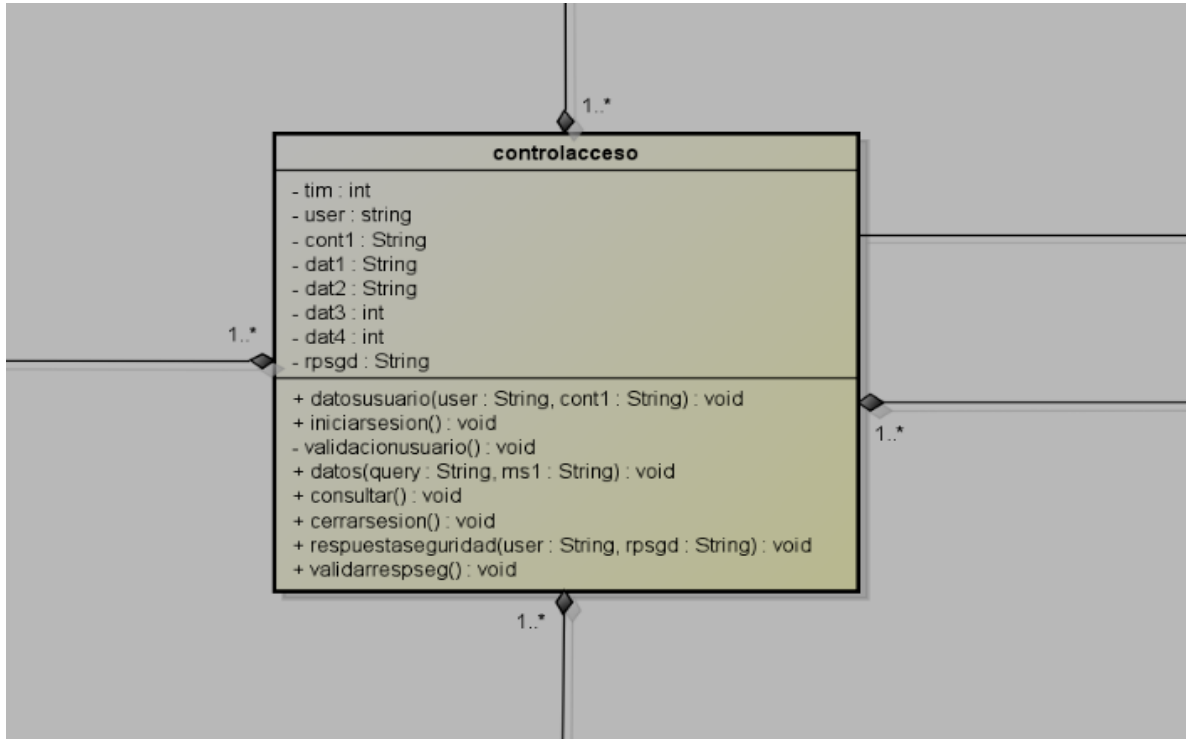 1..*
controlacceso
- tim : int
- user : string
- cont1 : String
- dat1 : String
- dat2 : String
- dat3 : int
- dat4 : int
- rpsgd : String
1..*
+ datosusuario(user : String, cont1 : String) : void
+ iniciarsesion() : void
- validacionusuario() : void
+ datos(query : String, ms1 : String) : void
+ consultar() : void
+ cerrarsesion() : void
+ respuestaseguridad(user : String, rpsgd : String) : void
+ validarrespseg() : void
1..*
1..*